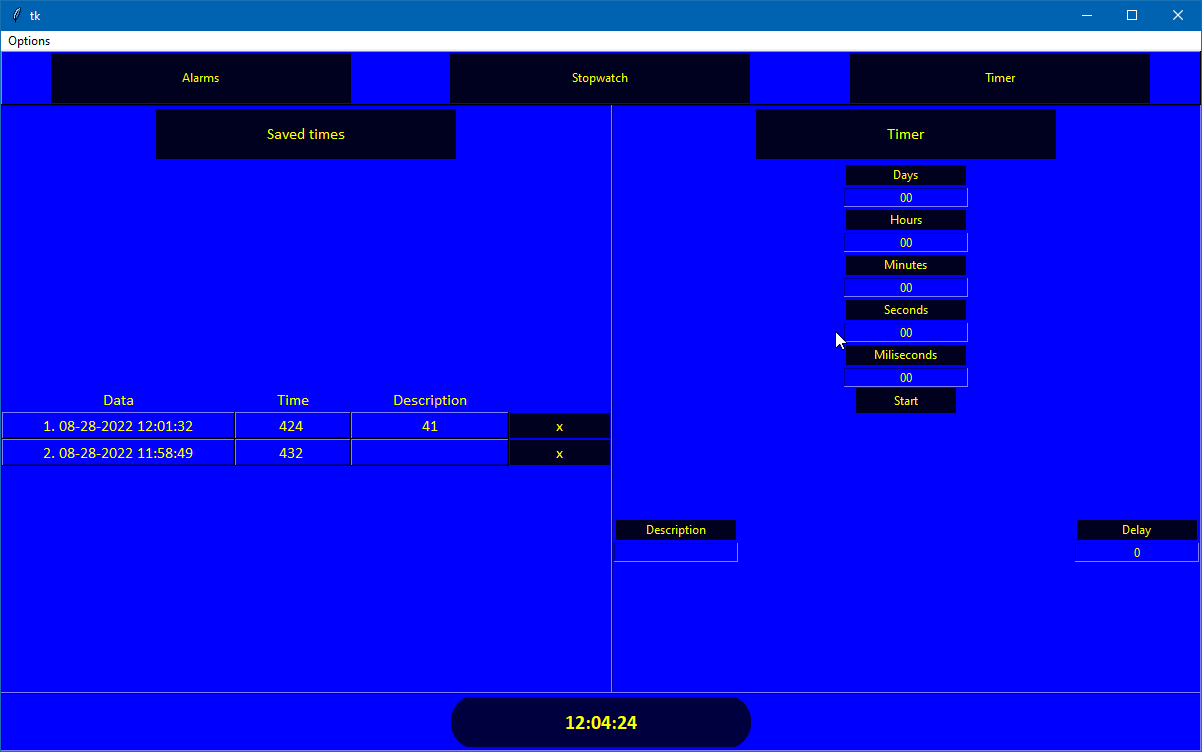 tk
Options
Alarms Stopwatch Timer
Saved times
Data Time Description
1. 08-28-2022 12:01:32 424 41 x
2. 08-28-2022 11:58:49 432 x
Timer
Days
00
Hours
00
Minutes
00
Seconds
00
Miliseconds
00
Start
Description Delay
0
12:04:24